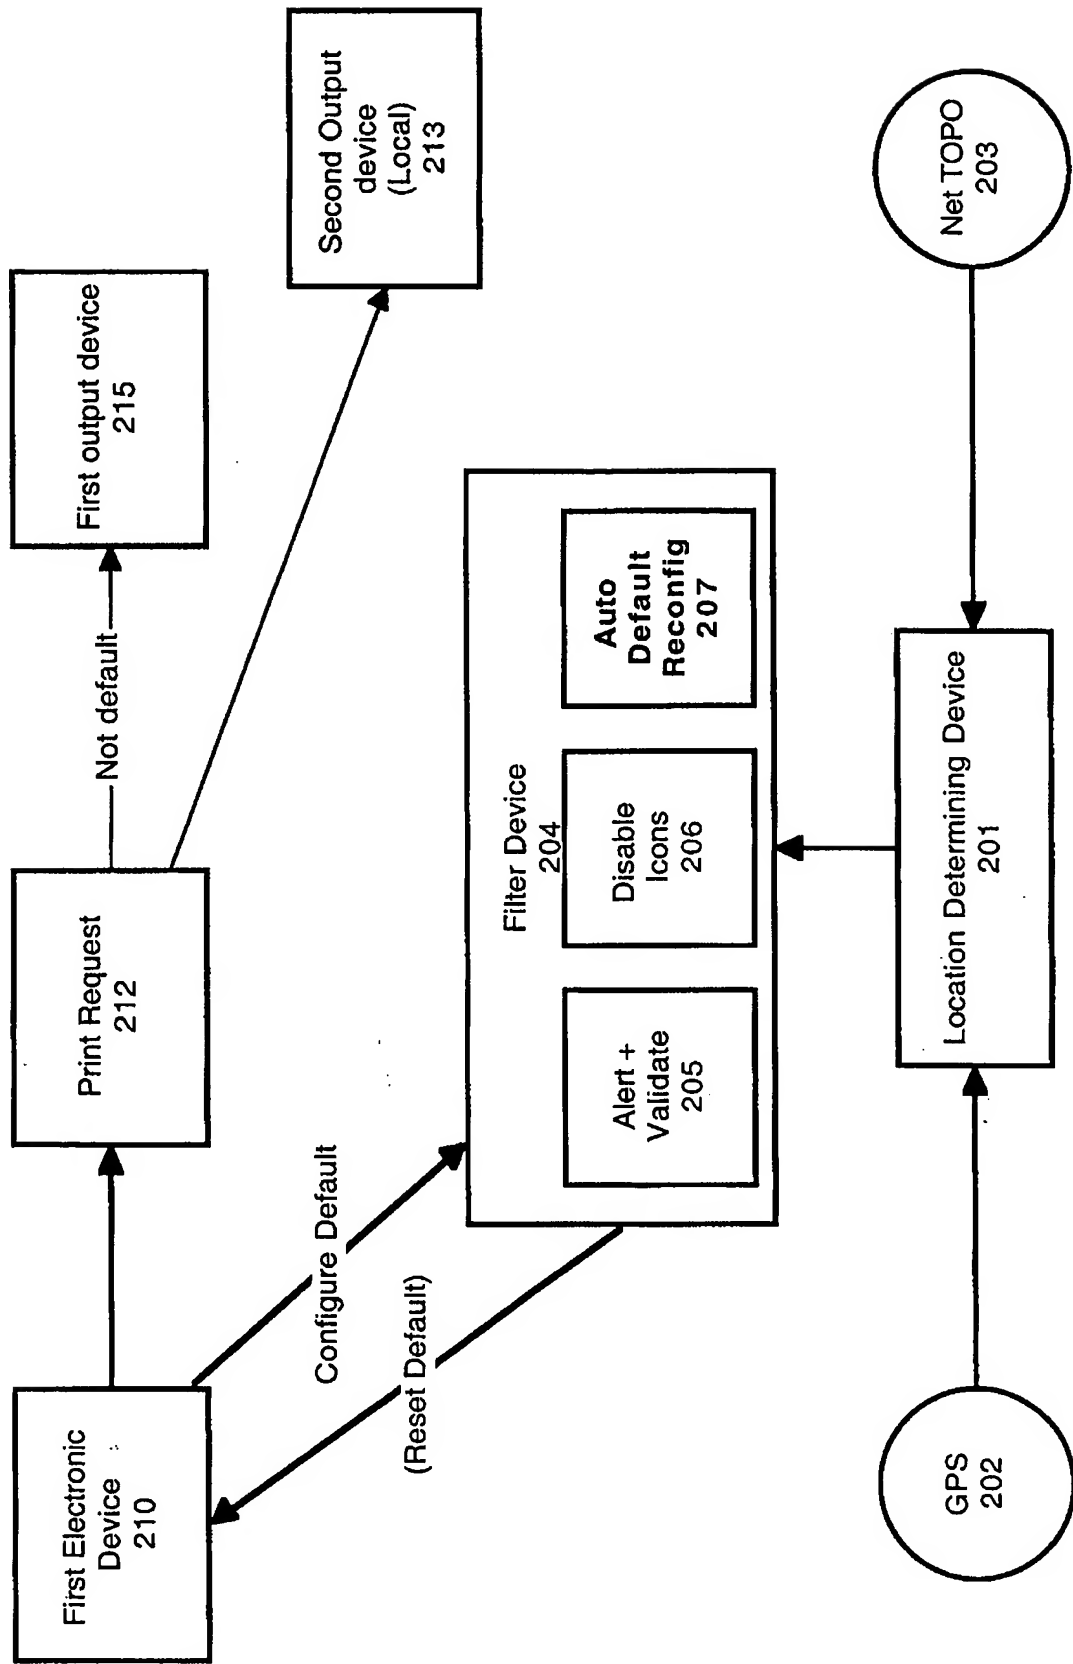 First Electronic
Device
210
Print Request
212
Not default
First output device
215
Second Output
device
(Local)
213
Configure Default
(Reset Default)
Filter Device
204
Alert +
Validate
205
Disable
Icons
206
Auto
Default
Reconfig
207
Location Determining Device
201
GPS
202
Net TOPO
203